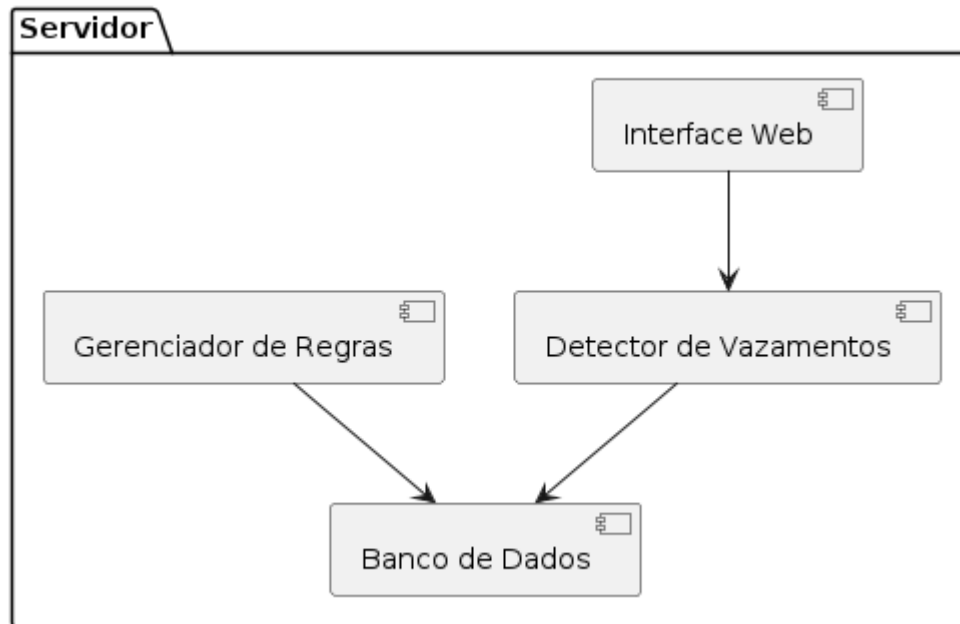 Servidor
Interface Web
Gerenciador de Regras
Detector de Vazamentos
Banco de Dados